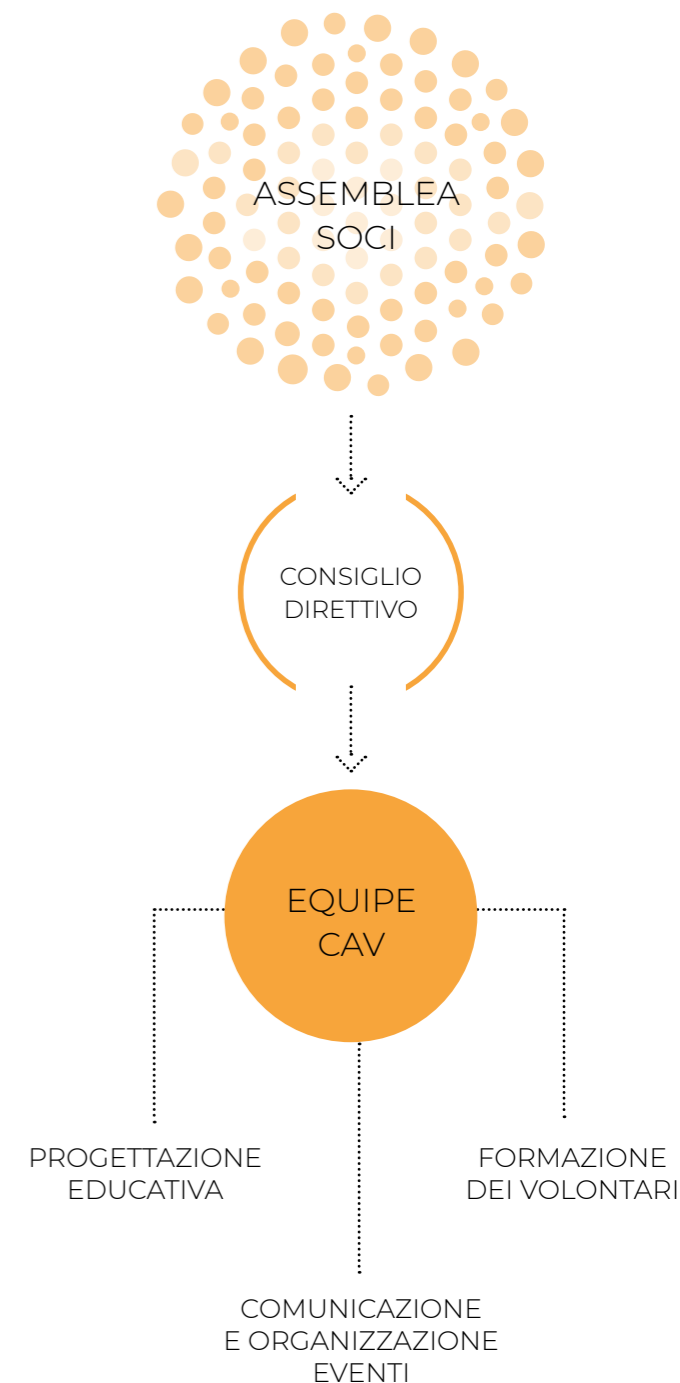 ASSEMBLEA
SOCI
CONSIGLIO
DIRETTIVO
EQUIPE
CAV
PROGETTAZIONE
EDUCATIVA
FORMAZIONE
DEI VOLONTARI
COMUNICAZIONE
E ORGANIZZAZIONE
EVENTI